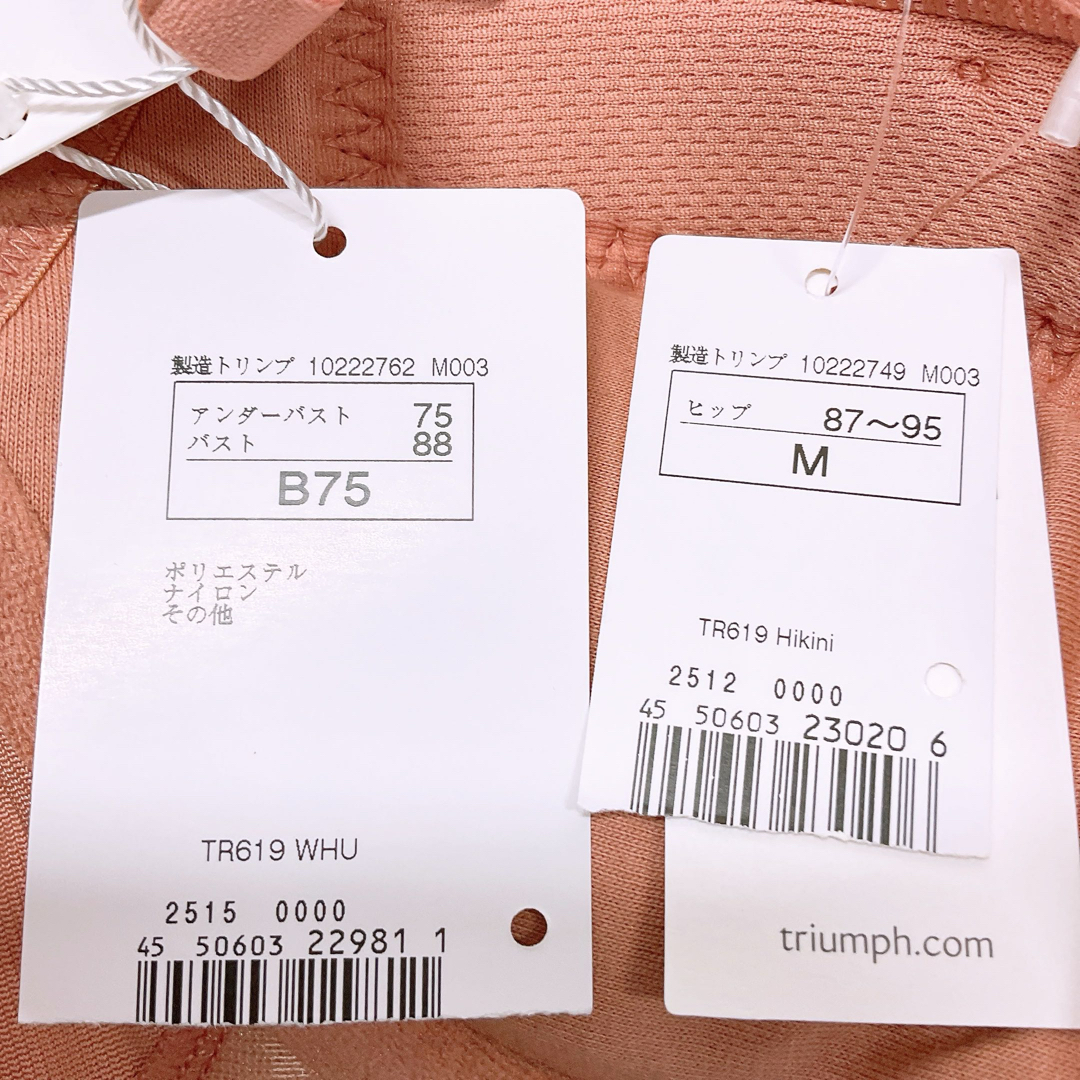 製造トリンプ 10222762 M003
アンダーバスト 75
バスト 88
B75
ポリエステル
ナイロン
その他
TR619 WHU
2515 0000
45 50603 22981 1
製造トリンプ 10222749 M003
ヒップ 87～95
M
TR619 Hikini
2512 0000
45 50603 23020 6
triumph.com